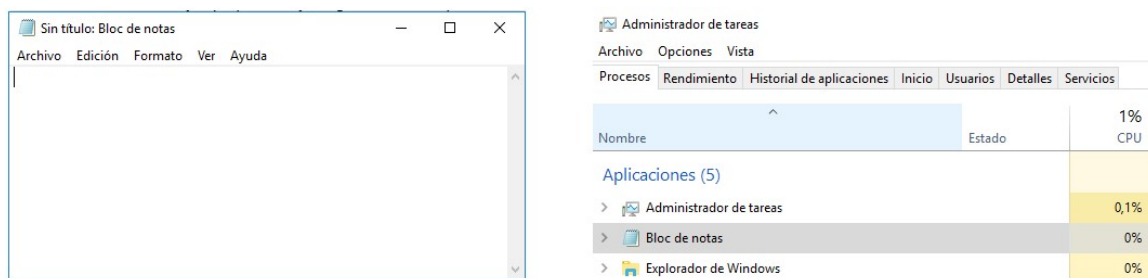 Sin título: Bloc de notas
Archivo Edición Formato Ver Ayuda
Administrador de tareas
Archivo Opciones Vista
Procesos Rendimiento Historial de aplicaciones Inicio Usuarios Detalles Servicios
1%
Nombre Estado CPU
Aplicaciones (5)
Administrador de tareas 0,1%
Bloc de notas 0%
Explorador de Windows 0%